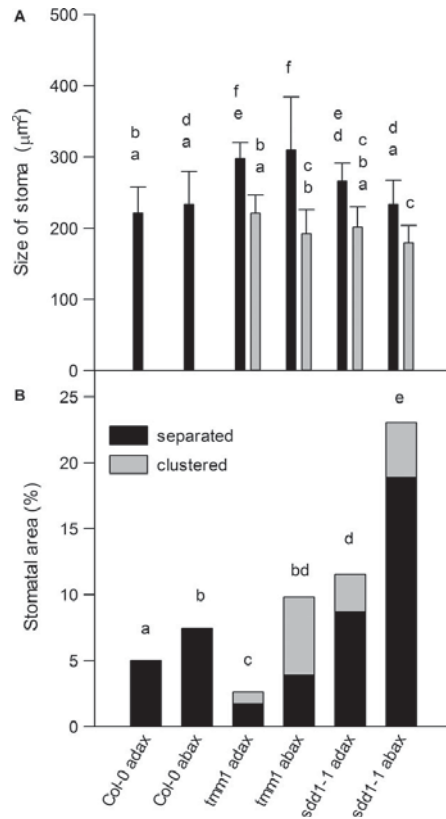 A
500
400
300
200
100
0
Size of stoma (μm²)
b
a
d
a
f
e
b
a
f
c
b
e
d
c
b
a
d
a
c
B
25
20
15
10
5
0
Stomatal area (%)
separated
clustered
a
b
c
bd
d
e
Col-0 adax
Col-0 abax
tmm1 adax
tmm1 abax
sdd1-1 adax
sdd1-1 abax